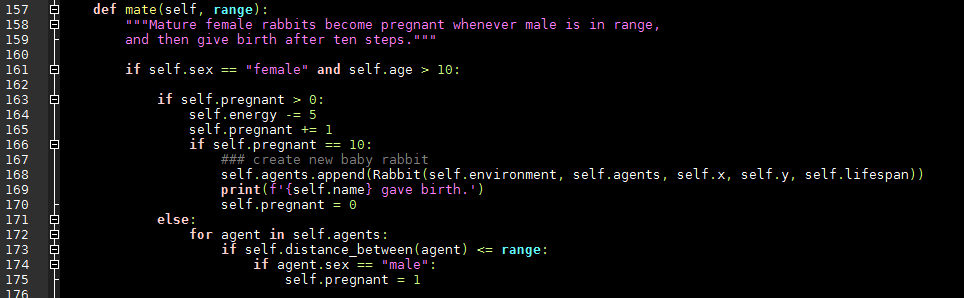 157 def mate(self, range):
158 """Mature female rabbits become pregnant whenever male is in range,
159 and then give birth after ten steps."""
160
161 if self.sex == "female" and self.age > 10:
162
163 if self.pregnant > 0:
164 self.energy -= 5
165 self.pregnant += 1
166 if self.pregnant == 10:
167 ### create new baby rabbit
168 self.agents.append(Rabbit(self.environment, self.agents, self.x, self.y, self.lifespan))
169 print(f'{self.name} gave birth.')
170 self.pregnant = 0
171 else:
172 for agent in self.agents:
173 if self.distance_between(agent) <= range:
174 if agent.sex == "male":
175 self.pregnant = 1
176